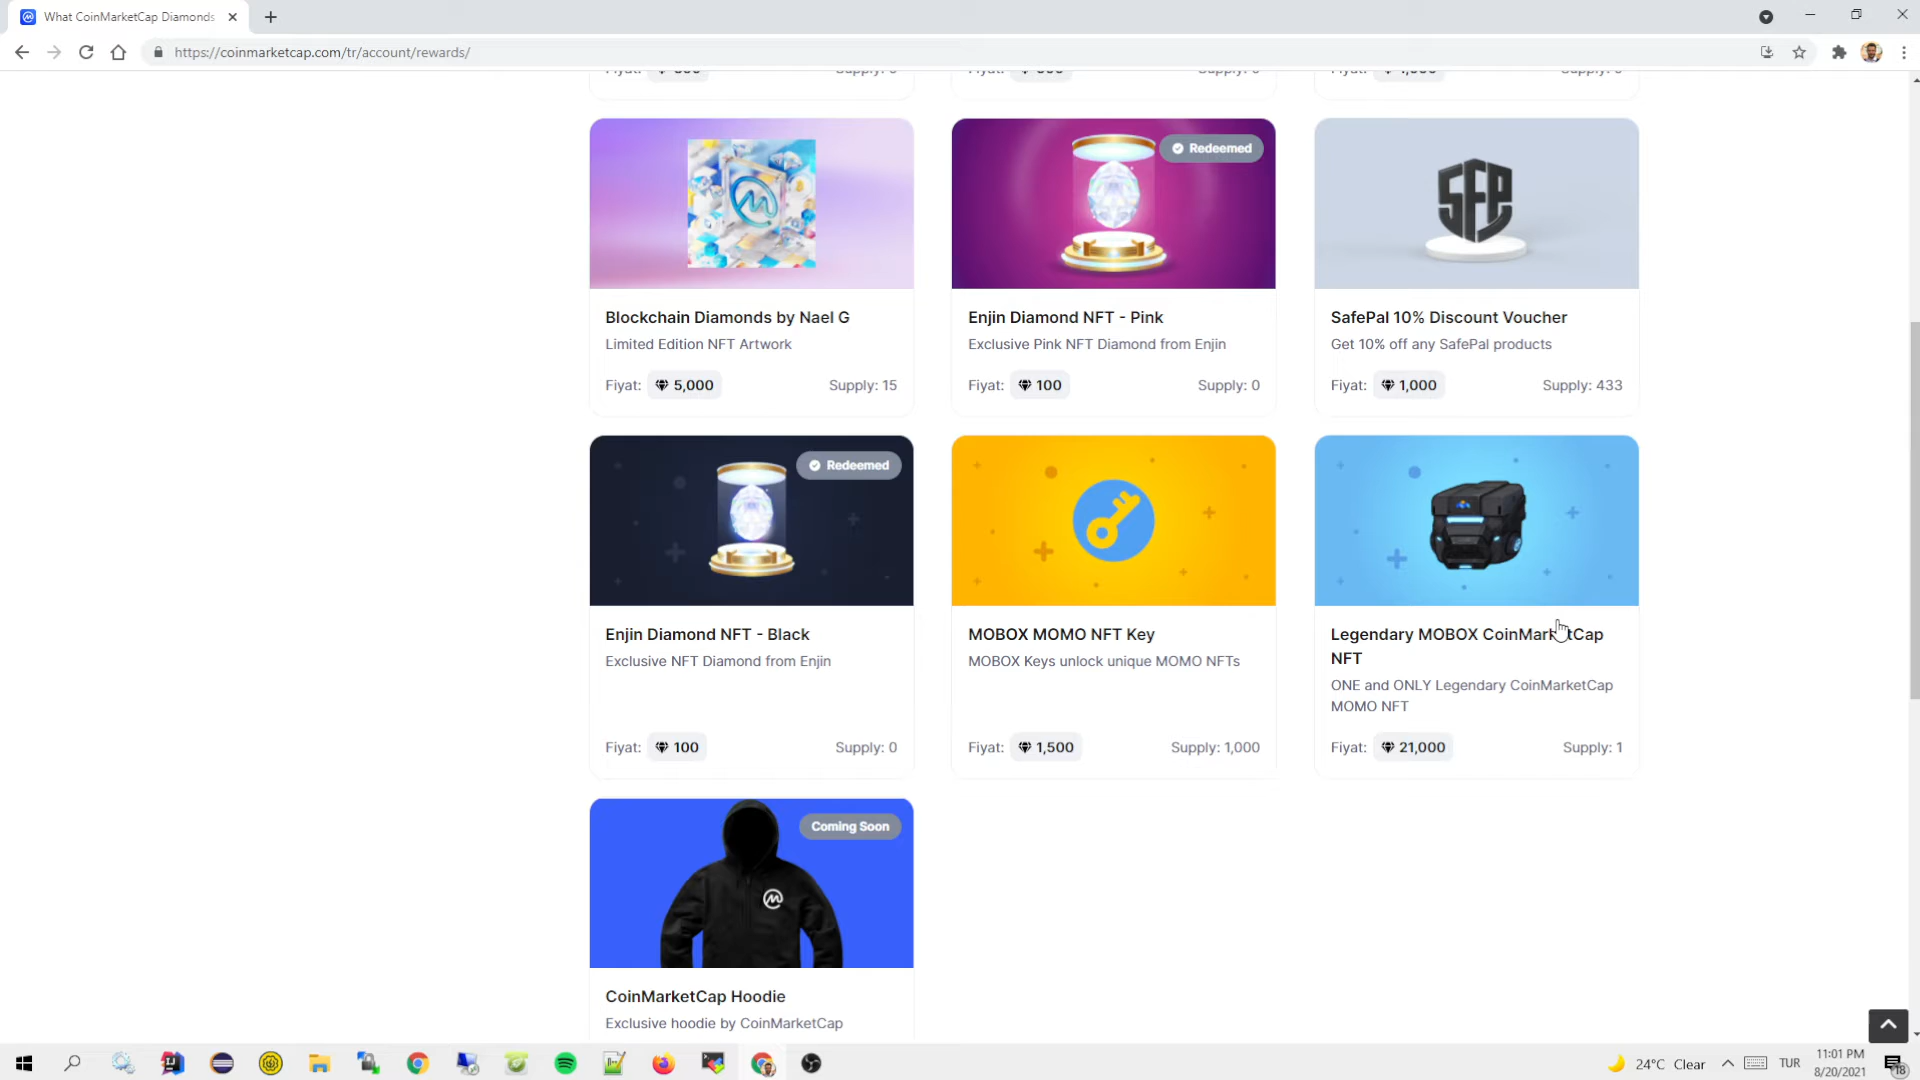 What CoinMarketCap Diamonds
https://coinmarketcap.com/tr/account/rewards/
Redeemed
SFP
Blockchain Diamonds by Nael G
Limited Edition NFT Artwork
Fiyat: 5,000 Supply: 15
Enjin Diamond NFT - Pink
Exclusive Pink NFT Diamond from Enjin
Fiyat: 100 Supply: 0
SafePal 10% Discount Voucher
Get 10% off any SafePal products
Fiyat: 1,000 Supply: 433
Redeemed
Enjin Diamond NFT - Black
Exclusive NFT Diamond from Enjin
Fiyat: 100 Supply: 0
MOBOX MOMO NFT Key
MOBOX Keys unlock unique MOMO NFTs
Fiyat: 1,500 Supply: 1,000
Legendary MOBOX CoinMarketCap
NFT
ONE and ONLY Legendary CoinMarketCap
MOMO NFT
Fiyat: 21,000 Supply: 1
Coming Soon
CoinMarketCap Hoodie
Exclusive hoodie by CoinMarketCap
24°C Clear
TUR
11:01 PM
8/20/2021
18